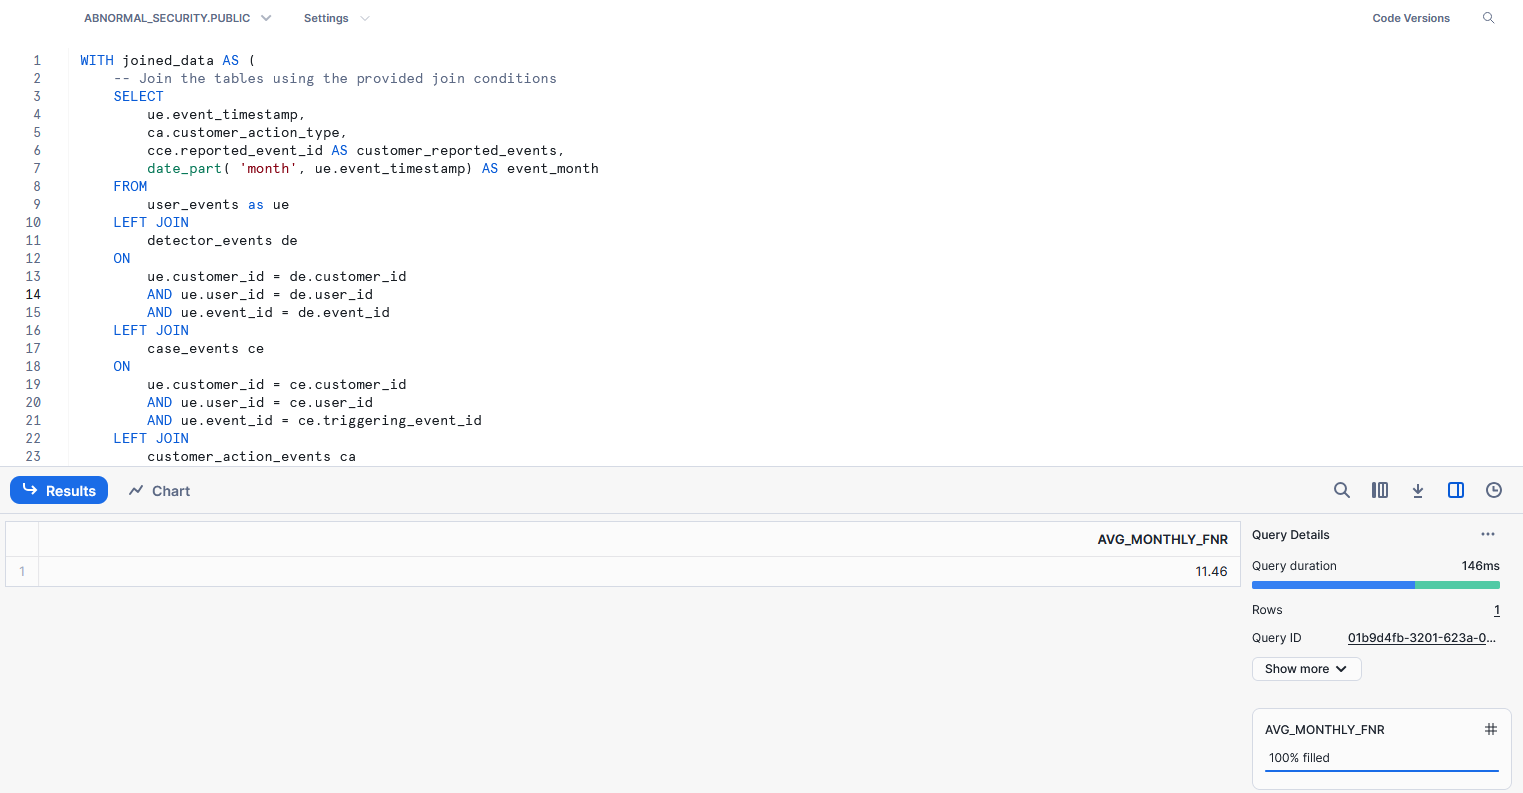 ABNORMAL_SECURITY.PUBLIC Settings Code Versions
1 WITH joined_data AS (
2 -- Join the tables using the provided join conditions
3 SELECT
4 ue.event_timestamp,
5 ca.customer_action_type,
6 cce.reported_event_id AS customer_reported_events,
7 date_part( 'month', ue.event_timestamp) AS event_month
8 FROM
9 user_events as ue
10 LEFT JOIN
11 detector_events de
12 ON
13 ue.customer_id = de.customer_id
14 AND ue.user_id = de.user_id
15 AND ue.event_id = de.event_id
16 LEFT JOIN
17 case_events ce
18 ON
19 ue.customer_id = ce.customer_id
20 AND ue.user_id = ce.user_id
21 AND ue.event_id = ce.triggering_event_id
22 LEFT JOIN
23 customer_action_events ca
Results Chart
AVG_MONTHLY_FNR
1 11.46
Query Details ...
Query duration 146ms
Rows 1
Query ID 01b9d4fb-3201-623a-0...
Show more
AVG_MONTHLY_FNR #
100% filled